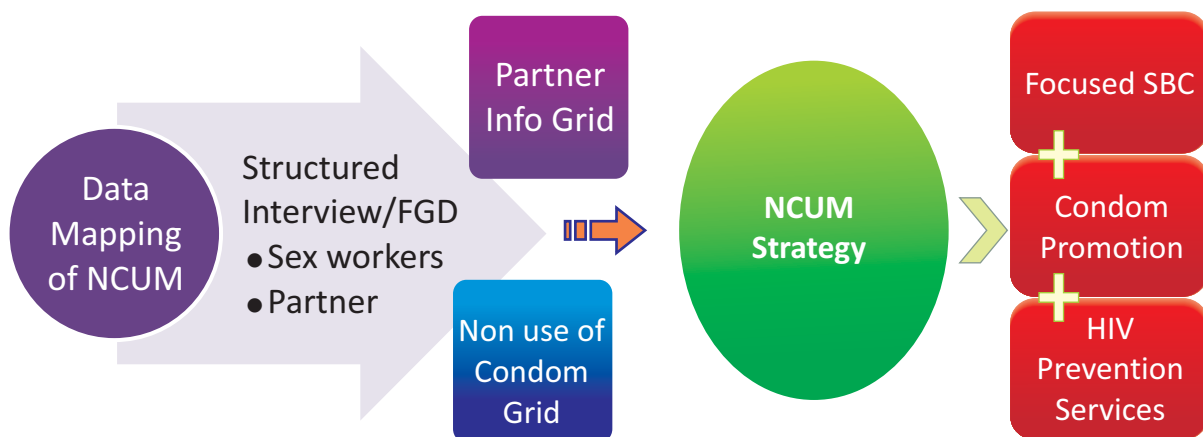 Data
Mapping
of NCUM
Structured
Interview/FGD
● Sex workers
● Partner
Partner
Info Grid
Non use of
Condom
Grid
NCUM
Strategy
Focused SBC
+
Condom
Promotion
+
HIV
Prevention
Services